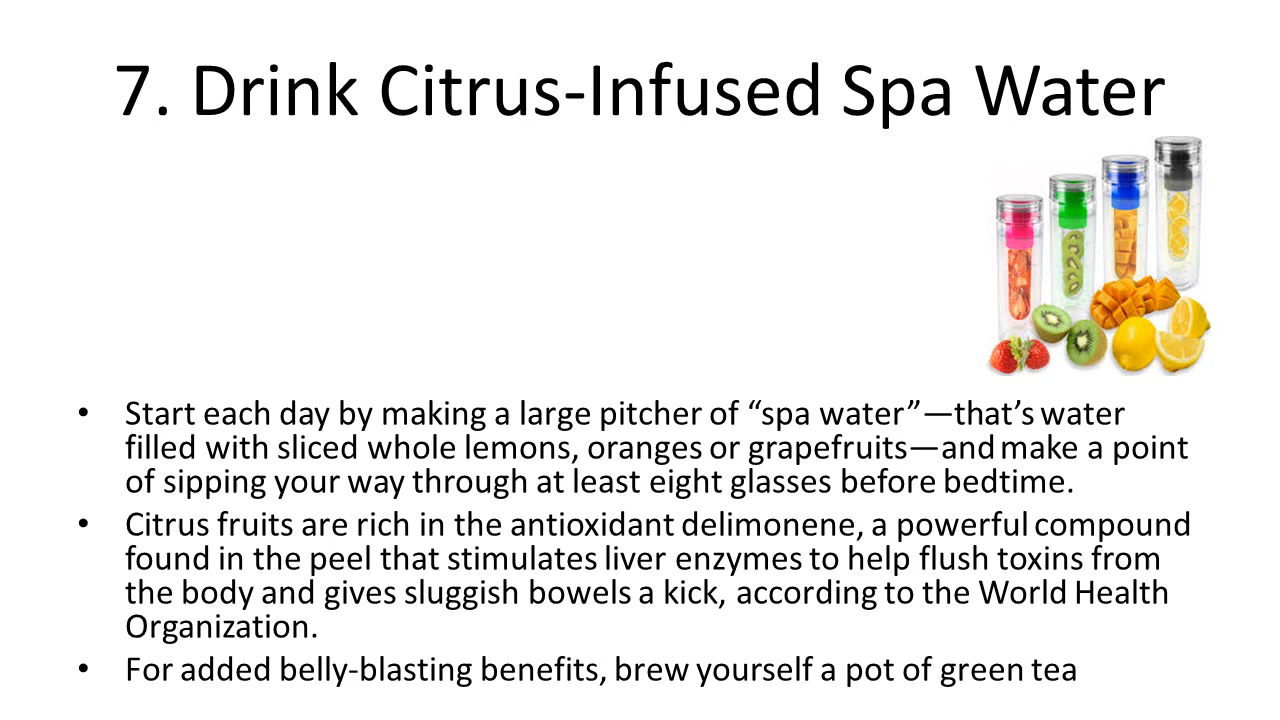 7. Drink Citrus-Infused Spa Water
• Start each day by making a large pitcher of “spa water”—that’s water
filled with sliced whole lemons, oranges or grapefruits—and make a point
of sipping your way through at least eight glasses before bedtime.
• Citrus fruits are rich in the antioxidant delimonene, a powerful compound
found in the peel that stimulates liver enzymes to help flush toxins from
the body and gives sluggish bowels a kick, according to the World Health
Organization.
• For added belly-blasting benefits, brew yourself a pot of green tea